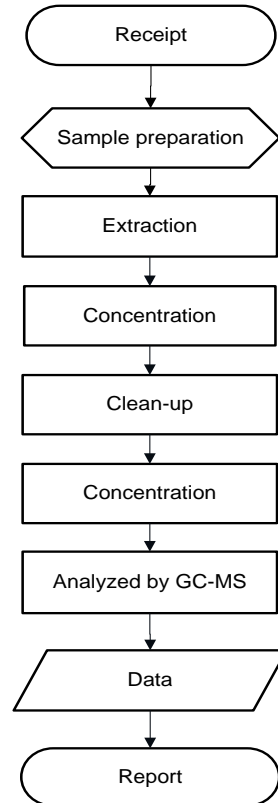 Receipt
Sample preparation
Extraction
Concentration
Clean-up
Concentration
Analyzed by GC-MS
Data
Report